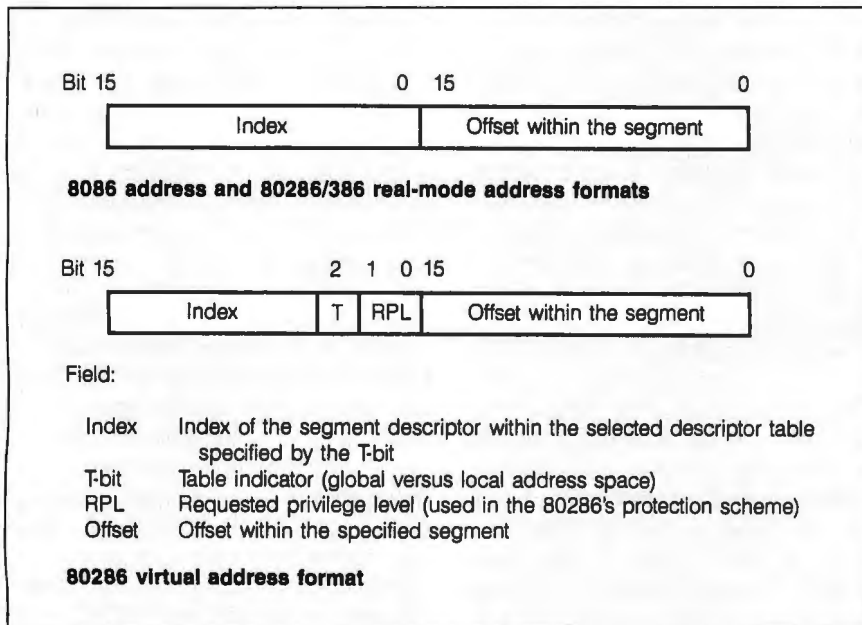 Bit 15 0 15 0
Index Offset within the segment
8086 address and 80286/386 real-mode address formats
Bit 15 2 1 0 15 0
Index T RPL Offset within the segment
Field:
Index Index of the segment descriptor within the selected descriptor table
specified by the T-bit
T-bit Table indicator (global versus local address space)
RPL Requested privilege level (used in the 80286's protection scheme)
Offset Offset within the specified segment
80286 virtual address format